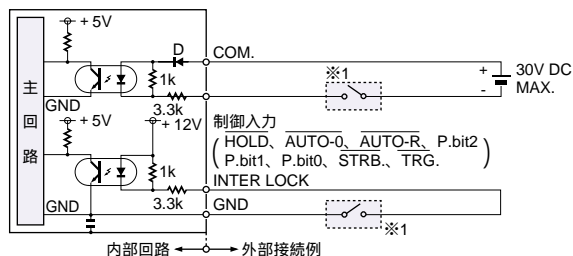 + 5V
D
COM.
1k
※1
+
-
30V DC
MAX.
主回路
GND
3.3k
+ 5V
+ 12V
制御入力
(HOLD、AUTO-0、AUTO-R、P.bit2
P.bit1、P.bit0、STRB.、TRG.)
1k
INTER LOCK
GND
3.3k
GND
※1
内部回路
外部接続例